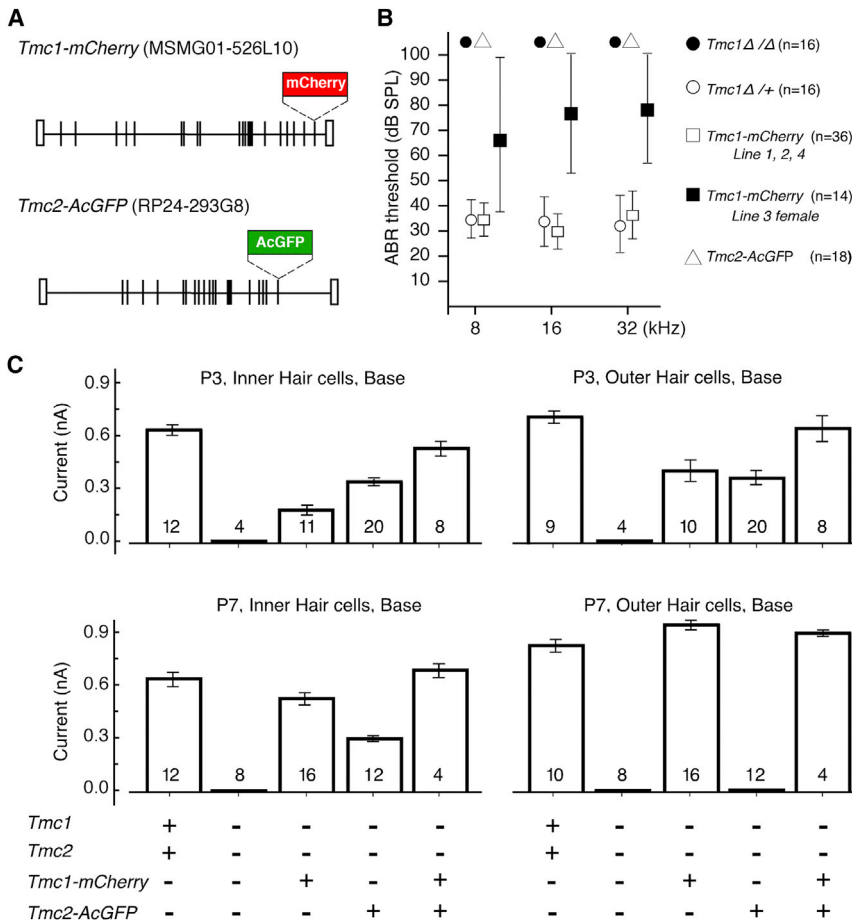 A
Tmc1-mCherry (MSMG01-526L10)
mCherry
Tmc2-AcGFP (RP24-293G8)
AcGFP
B
ABR threshold (dB SPL)
100
90
80
70
60
50
40
30
20
10
8 16 32 (kHz)
Tmc1Δ /Δ (n=16)
Tmc1Δ /+ (n=16)
Tmc1-mCherry (n=36)
Line 1, 2, 4
Tmc1-mCherry (n=14)
Line 3 female
Tmc2-AcGFP (n=18)
C
P3, Inner Hair cells, Base
Current (nA)
0.9
0.6
0.3
0.0
12 4 11 20 8
P3, Outer Hair cells, Base
9 4 10 20 8
P7, Inner Hair cells, Base
Current (nA)
0.9
0.6
0.3
0.0
12 8 16 12 4
P7, Outer Hair cells, Base
10 8 16 12 4
Tmc1 + - - - - + - - - -
Tmc2 + - - - - + - - - -
Tmc1-mCherry - - + - + - - + - +
Tmc2-AcGFP - - - + + - - - + +